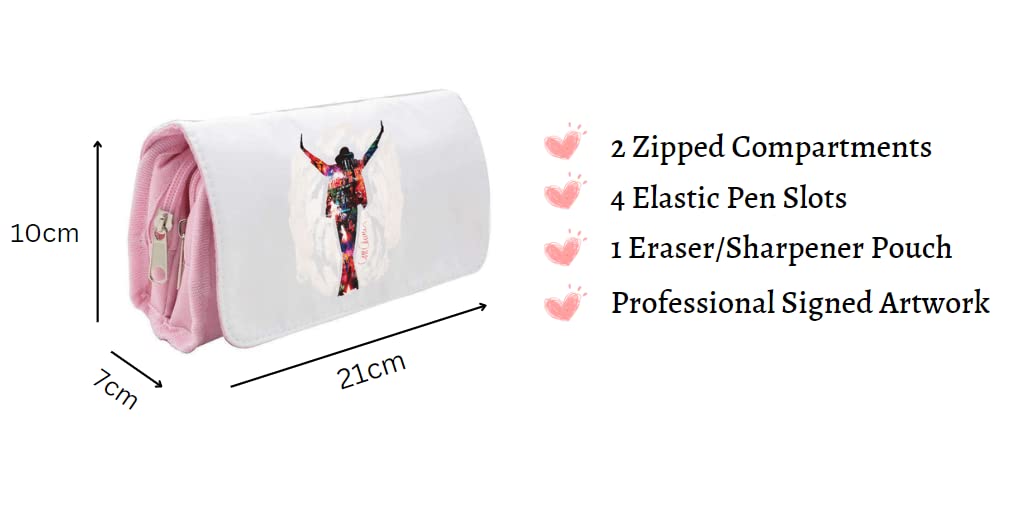 10cm
7cm
21cm
2 Zipped Compartments
4 Elastic Pen Slots
1 Eraser/Sharpener Pouch
Professional Signed Artwork